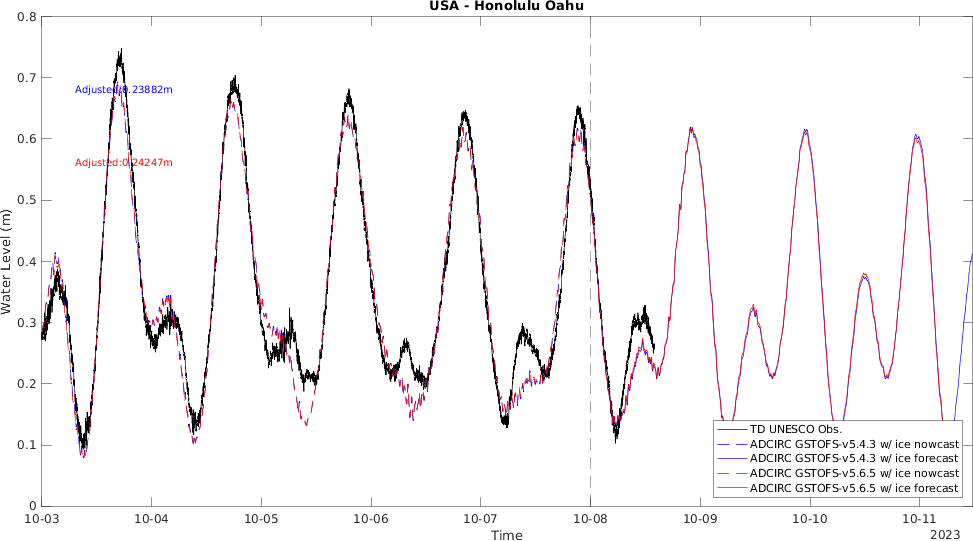 USA - Honolulu Oahu
0.8
0.7
0.6
0.5
0.4
0.3
0.2
0.1
0
Water Level (m)
Adjusted:0.23882m
Adjusted:0.24247m
TD UNESCO Obs.
ADCIRC GSTOFS-v5.4.3 w/ ice nowcast
ADCIRC GSTOFS-v5.4.3 w/ ice forecast
ADCIRC GSTOFS-v5.6.5 w/ ice nowcast
ADCIRC GSTOFS-v5.6.5 w/ ice forecast
10-03 10-04 10-05 10-06 10-07 10-08 10-09 10-10 10-11
Time
2023